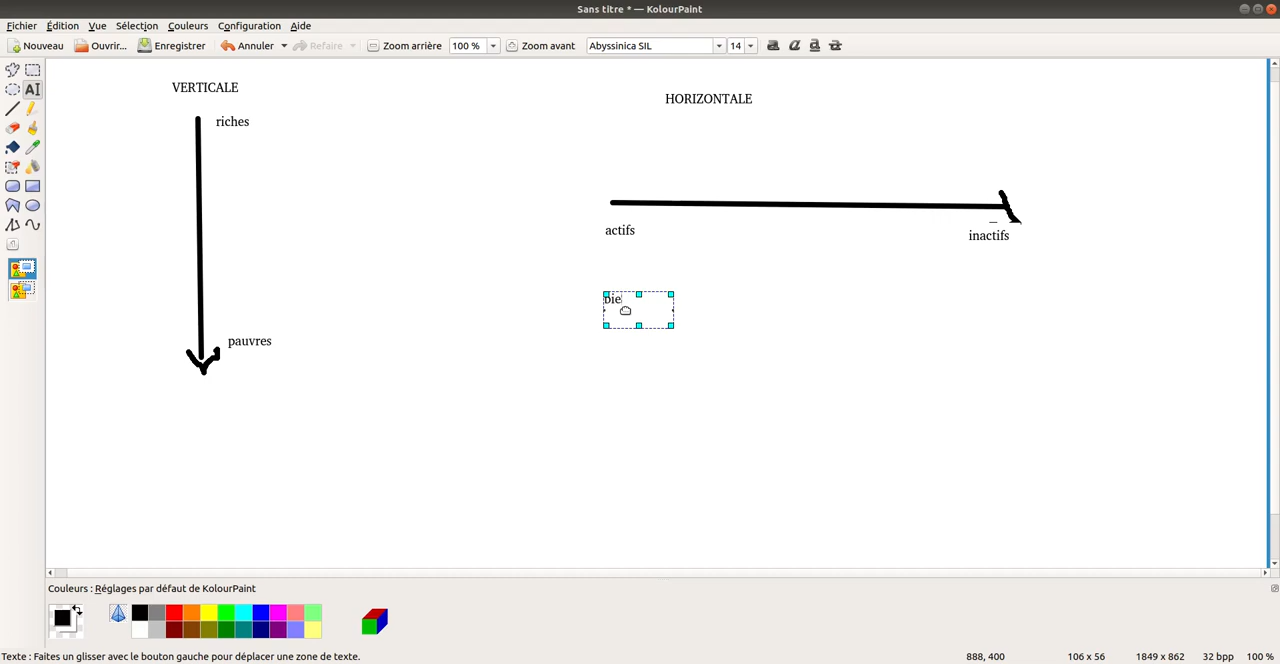 Sans titre * — KolourPaint
Fichier Édition Vue Sélection Couleurs Configuration Aide
Nouveau Ouvrir... Enregistrer Annuler Refaire Zoom arrière 100 % Zoom avant Abyssinica SIL 14
VERTICALE
HORIZONTALE
riches
actifs
inactifs
pauvres
Couleurs : Réglages par défaut de KolourPaint
Texte : Faites un glisser avec le bouton gauche pour déplacer une zone de texte. 888, 400 106 x 56 1849 x 862 32 bpp 100 %